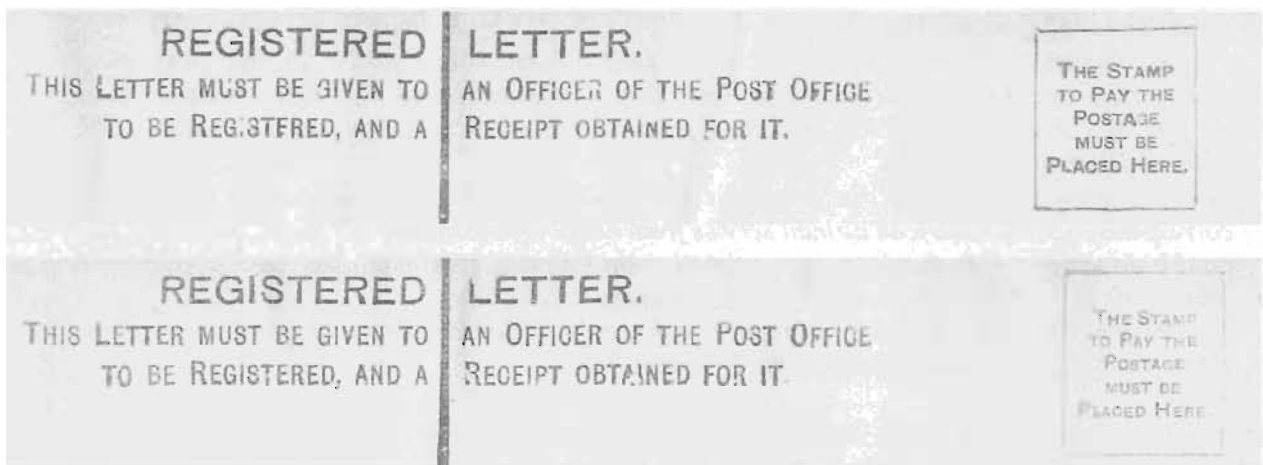 REGISTERED LETTER.
THIS LETTER MUST BE GIVEN TO AN OFFICER OF THE POST OFFICE
TO BE REGISTERED, AND A RECEIPT OBTAINED FOR IT.
THE STAMP
TO PAY THE
POSTAGE
MUST BE
PLACED HERE.
REGISTERED LETTER.
THIS LETTER MUST BE GIVEN TO AN OFFICER OF THE POST OFFICE
TO BE REGISTERED, AND A RECEIPT OBTAINED FOR IT.
THE STAMP
TO PAY THE
POSTAGE
MUST BE
PLACED HERE.